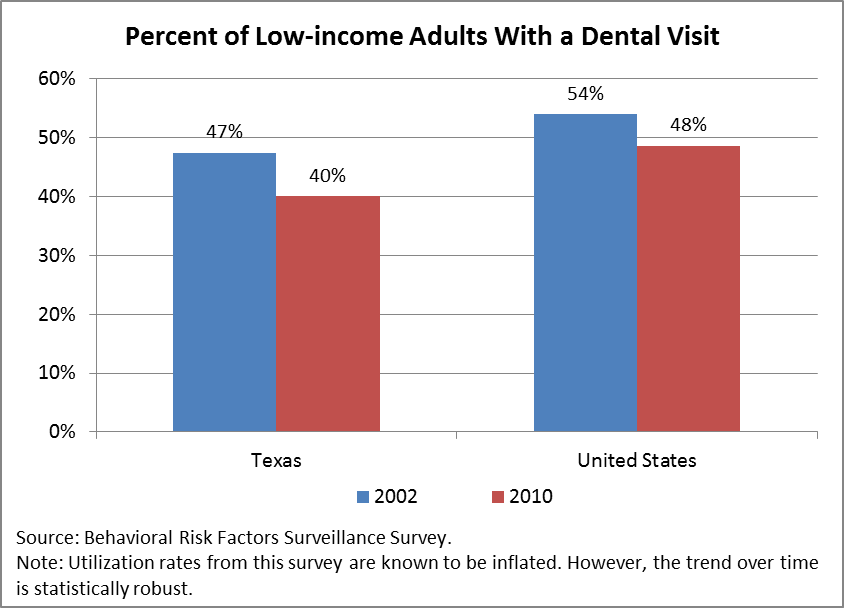 Percent of Low-income Adults With a Dental Visit
60%
50%
40%
30%
20%
10%
0%
47%
40%
54%
48%
Texas
United States
2002
2010
Source: Behavioral Risk Factors Surveillance Survey.
Note: Utilization rates from this survey are known to be inflated. However, the trend over time
is statistically robust.